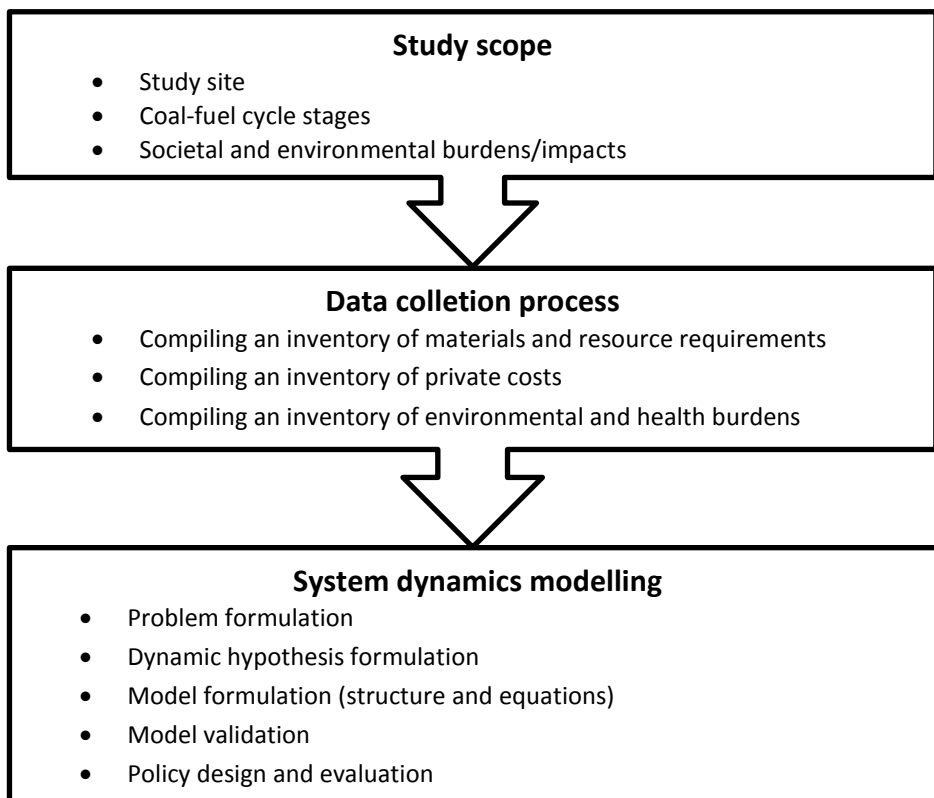 Study scope
• Study site
• Coal-fuel cycle stages
• Societal and environmental burdens/impacts
Data colletion process
• Compiling an inventory of materials and resource requirements
• Compiling an inventory of private costs
• Compiling an inventory of environmental and health burdens
System dynamics modelling
• Problem formulation
• Dynamic hypothesis formulation
• Model formulation (structure and equations)
• Model validation
• Policy design and evaluation